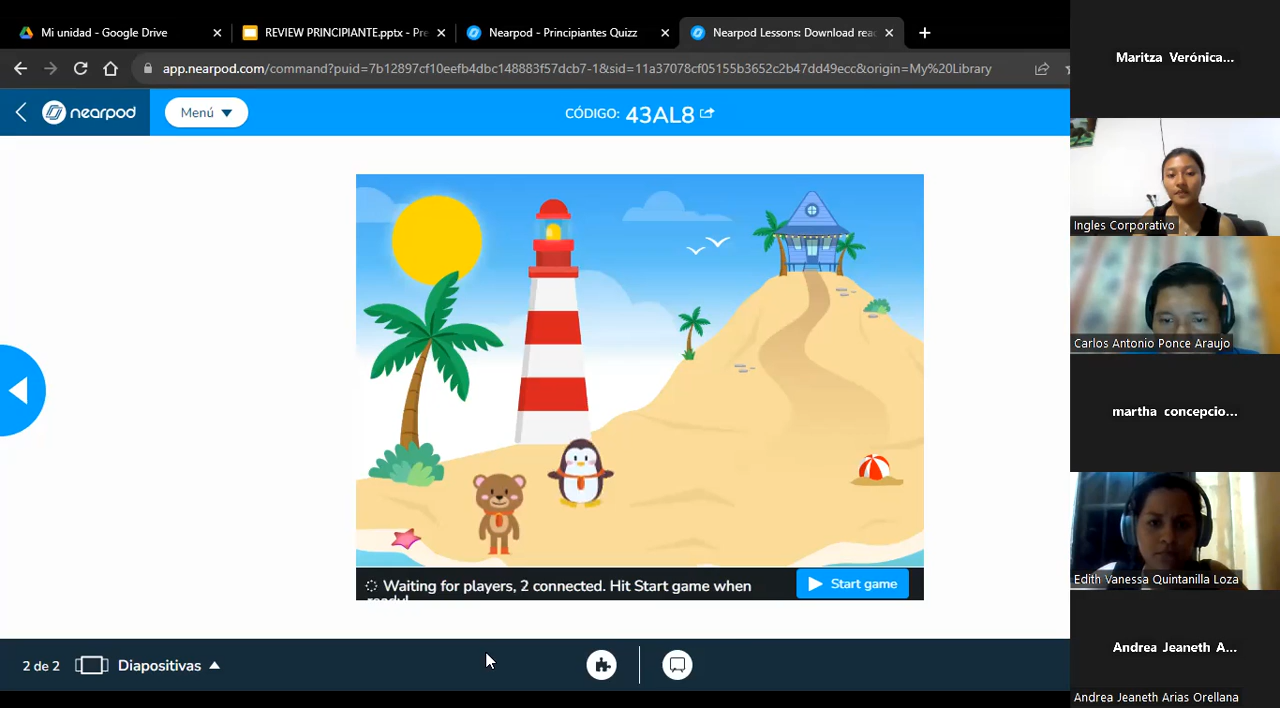 Mi unidad - Google Drive
REVIEW PRINCIPIANTE.pptx - Pre
Nearpod - Principiantes Quizz
Nearpod Lessons: Download rea
app.nearpod.com/command?puid=7b12897cf10eefb4dbc148883f57dcb7-1&sid=11a37078cf05155b3652c2b47dd49ecc&origin=My%20Library
nearpod
Menú
CÓDIGO: 43AL8
Waiting for players, 2 connected. Hit Start game when
ready!
Start game
2 de 2
Diapositivas
Maritza Verónica...
Ingles Corporativo
Carlos Antonio Ponce Araujo
martha concepcio...
Edith Vanessa Quintanilla Loza
Andrea Jeaneth A...
Andrea Jeaneth Arias Orellana